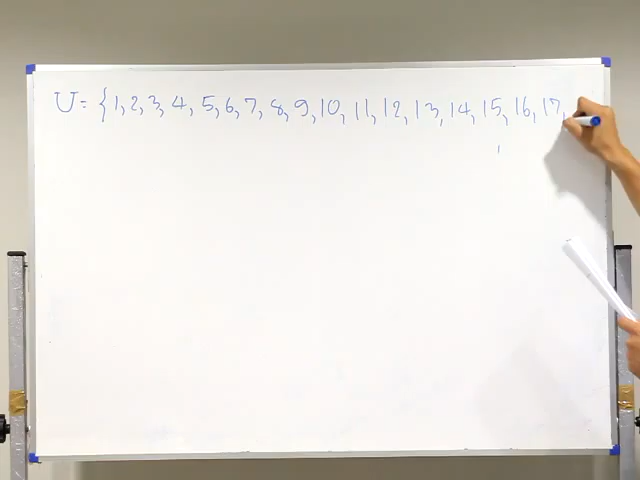 U = {1, 2, 3, 4, 5, 6, 7, 8, 9, 10, 11, 12, 13, 14, 15, 16, 17,